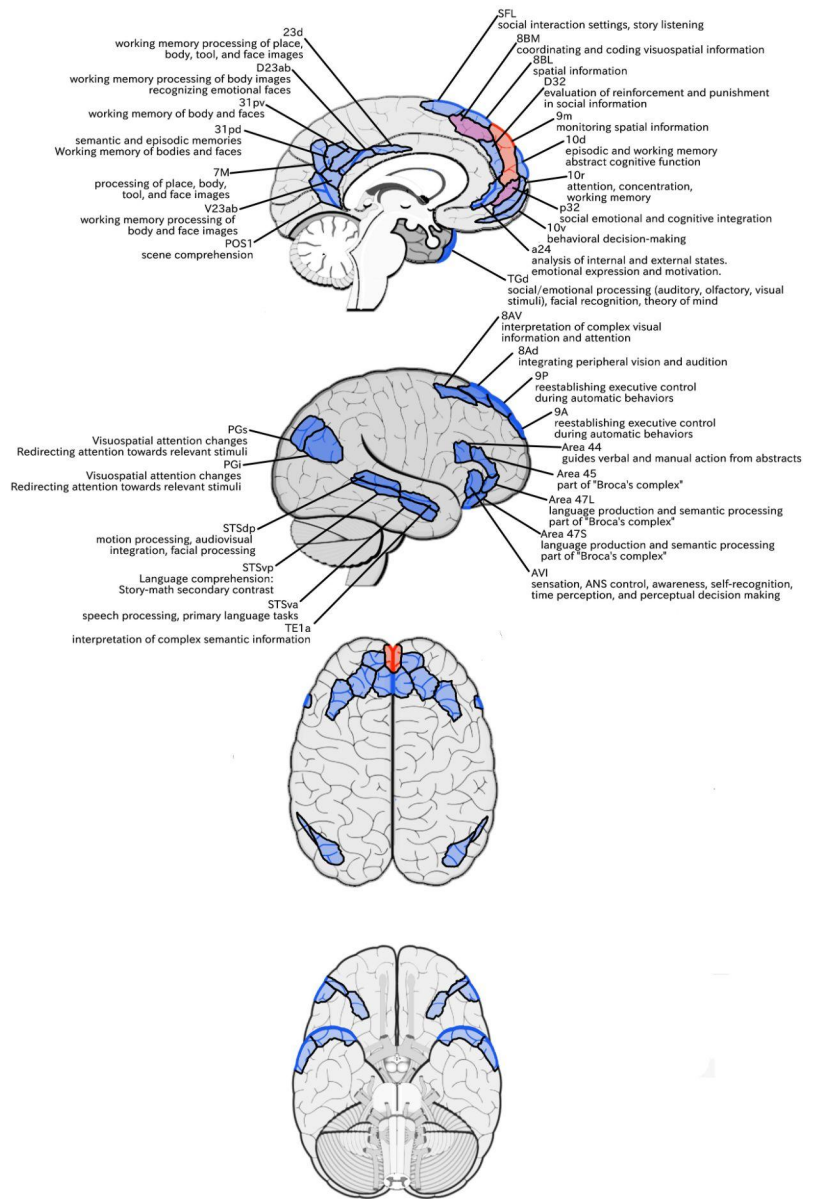 23d
working memory processing of place,
body, tool, and face images
D23ab
working memory processing of body images
recognizing emotional faces
31pv
working memory of body and faces
31pd
semantic and episodic memories
Working memory of bodies and faces
7M
processing of place, body,
tool, and face images
V23ab
working memory processing of
body and face images
POS1
scene comprehension
SFL
social interaction settings, story listening
8BM
coordinating and coding visuospatial information
8BL
spatial information
D32
evaluation of reinforcement and punishment
in social information
9m
monitoring spatial information
10d
episodic and working memory
abstract cognitive function
10r
attention, concentration,
working memory
p32
social emotional and cognitive integration
10v
behavioral decision-making
a24
analysis of internal and external states.
emotional expression and motivation.
TGd
social/emotional processing (auditory, olfactory, visual
stimuli), facial recognition, theory of mind
8AV
interpretation of complex visual
information and attention
8Ad
integrating peripheral vision and audition
9P
reestablishing executive control
during automatic behaviors
9A
reestablishing executive control
during automatic behaviors
Area 44
guides verbal and manual action from abstracts
Area 45
part of "Broca's complex"
Area 47L
language production and semantic processing
part of "Broca's complex"
Area 47S
language production and semantic processing
part of "Broca's complex"
AVI
sensation, ANS control, awareness, self-recognition,
time perception, and perceptual decision making
PGs
Visuospatial attention changes
Redirecting attention towards relevant stimuli
PGi
Visuospatial attention changes
Redirecting attention towards relevant stimuli
STSdp
motion processing, audiovisual
integration, facial processing
STSvp
Language comprehension:
Story-math secondary contrast
STSva
speech processing, primary language tasks
TE1a
interpretation of complex semantic information